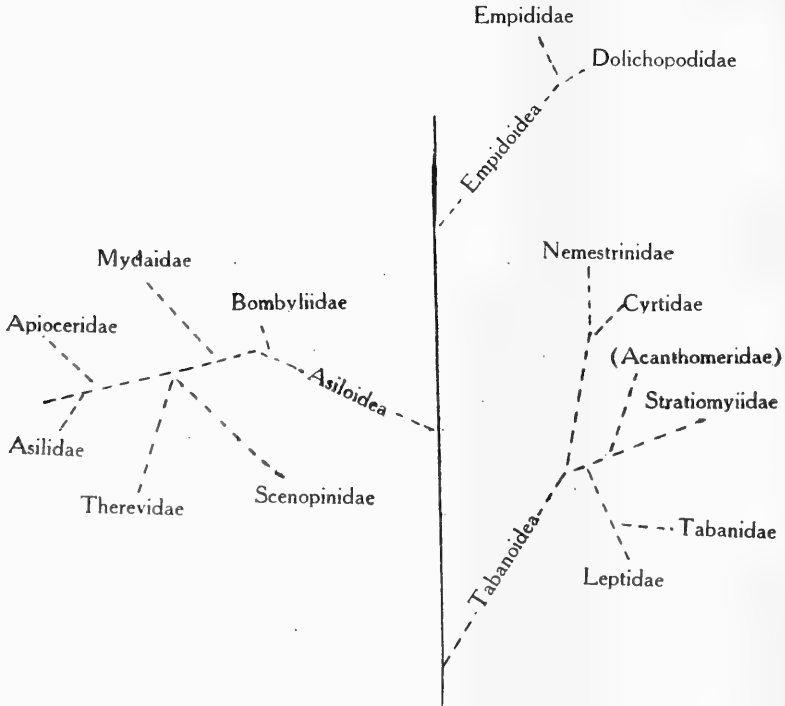 Empididae
Dolichopodidae
Empidoidea
Nemestrinidae
Mydaidae
Bombyliidae
Cyrtidae
Apioceridae
(Acanthomeridae)
Asiloidea
Stratiomyiidae
Asilidae
Therevidae
Scenopinidae
Tabanoidea
Tabanidae
Leptidae